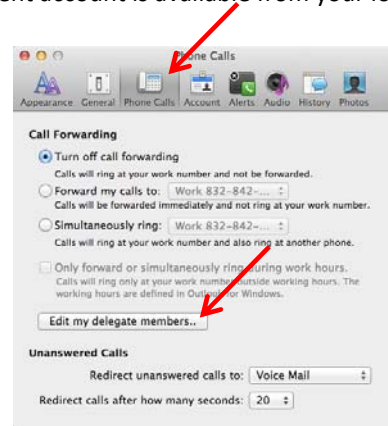 ent account is available from your
Phone Calls
Appearance General Phone Calls Account Alerts Audio History Photos
Call Forwarding
Turn off call forwarding
Calls will ring at your work number and not be forwarded.
Forward my calls to: Work 832-842-...
Calls will be forwarded immediately and not ring at your work number.
Simultaneously ring: Work 832-842-...
Calls will ring at your work number and also ring at another phone.
Only forward or simultaneously ring during work hours.
Calls will ring only at your work number outside working hours. The
working hours are defined in Outlook for Windows.
Edit my delegate members..
Unanswered Calls
Redirect unanswered calls to: Voice Mail
Redirect calls after how many seconds: 20